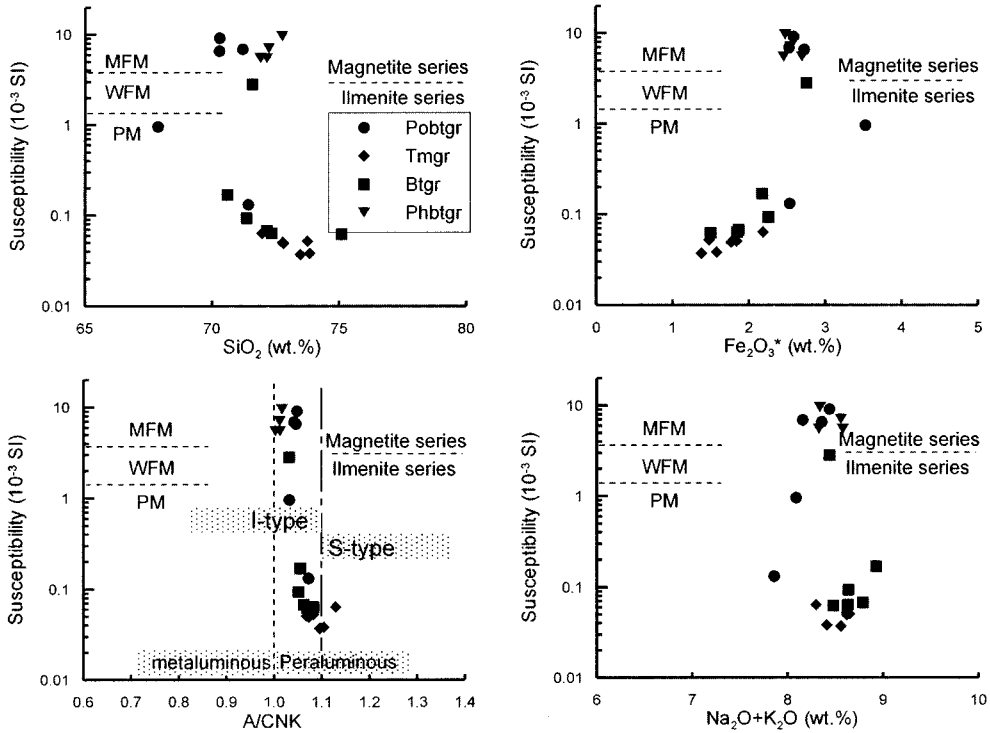 Susceptibility (10⁻³ SI)
10
1
0.1
0.01
MFM
WFM
PM
Magnetite series
Ilmenite series
Pobtgr
Tmgr
Btgr
Phbtgr
65
70
75
80
SiO₂ (wt.%)
Susceptibility (10⁻³ SI)
10
1
0.1
0.01
MFM
WFM
PM
Magnetite series
Ilmenite series
0
1
2
3
4
5
Fe₂O₃* (wt.%)
Susceptibility (10⁻³ SI)
10
1
0.1
0.01
MFM
WFM
PM
Magnetite series
Ilmenite series
I-type
S-type
metaluminous
Peraluminous
0.6
0.7
0.8
0.9
1.0
1.1
1.2
1.3
1.4
A/CNK
Susceptibility (10⁻³ SI)
10
1
0.1
0.01
MFM
WFM
PM
Magnetite series
Ilmenite series
6
7
8
9
10
Na₂O+K₂O (wt.%)